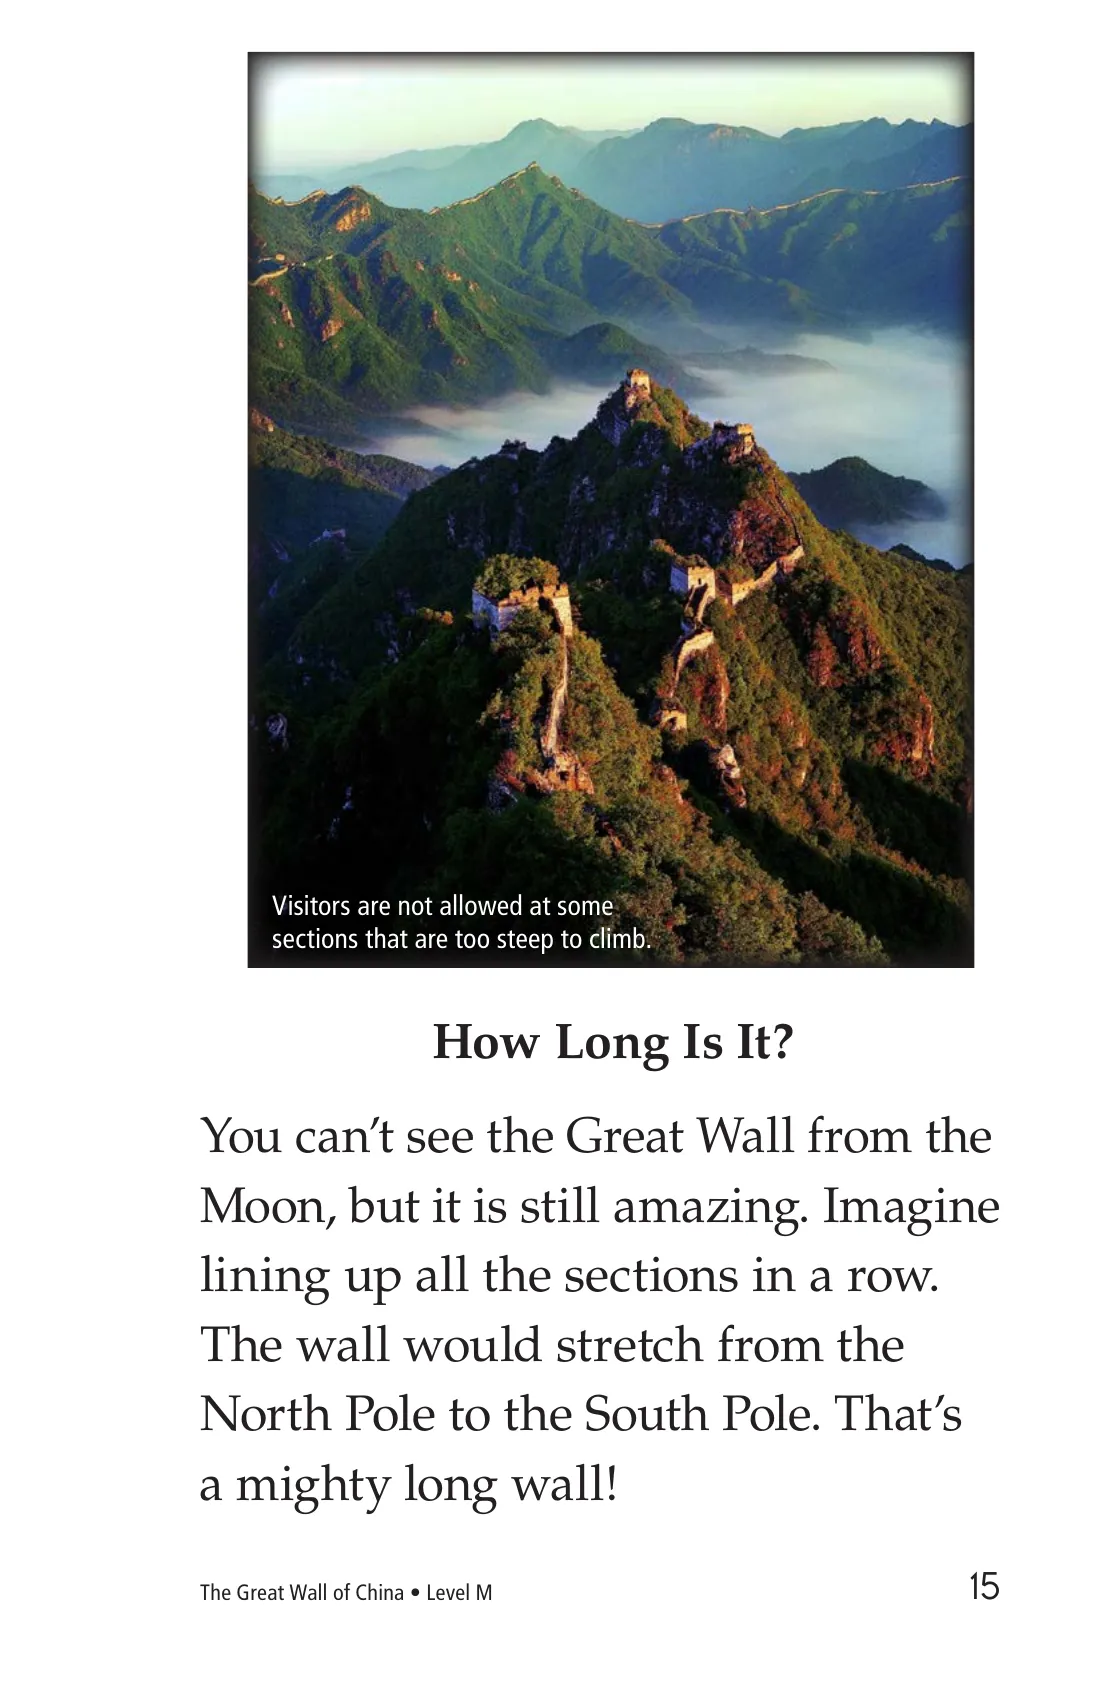 Visitors are not allowed at some
sections that are too steep to climb.
How Long Is It?
You can’t see the Great Wall from the
Moon, but it is still amazing. Imagine
lining up all the sections in a row.
The wall would stretch from the
North Pole to the South Pole. That’s
a mighty long wall!
The Great Wall of China • Level M
15